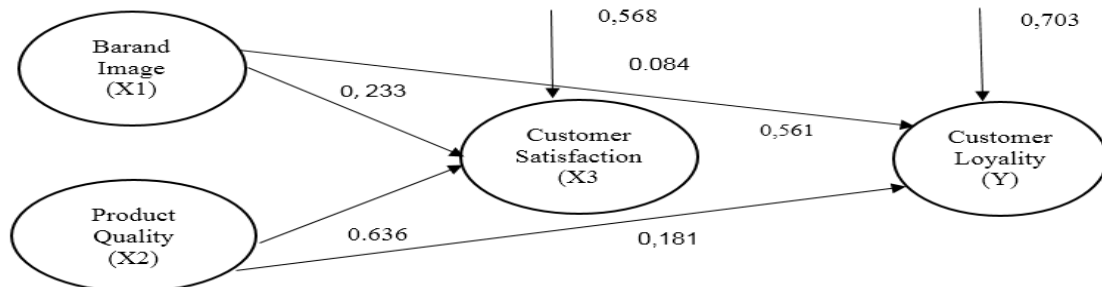 0,568
0,703
Barand
Image
(X1)
0.084
0, 233
Customer
Satisfaction
(X3
0,561
Customer
Loyality
(Y)
Product
Quality
(X2)
0.636
0,181